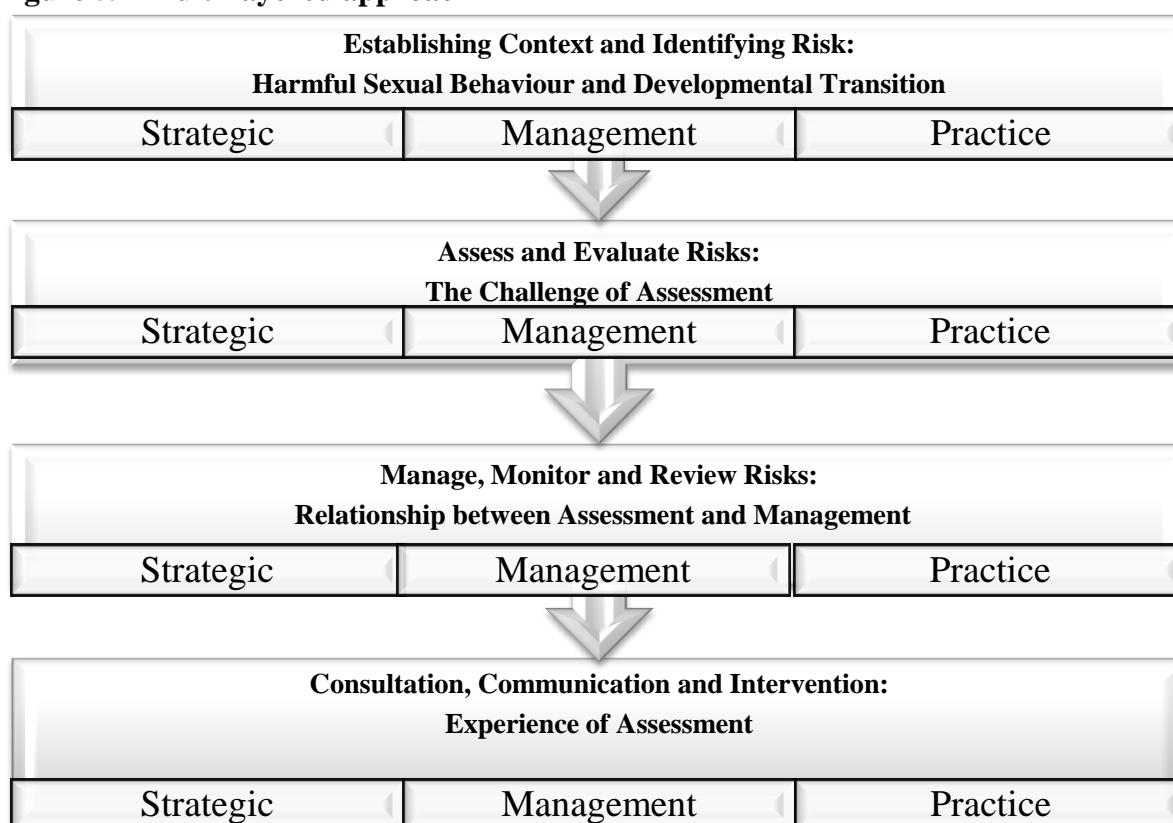 Establishing Context and Identifying Risk:
Harmful Sexual Behaviour and Developmental Transition
Strategic Management Practice
Assess and Evaluate Risks:
The Challenge of Assessment
Strategic Management Practice
Manage, Monitor and Review Risks:
Relationship between Assessment and Management
Strategic Management Practice
Consultation, Communication and Intervention:
Experience of Assessment
Strategic Management Practice